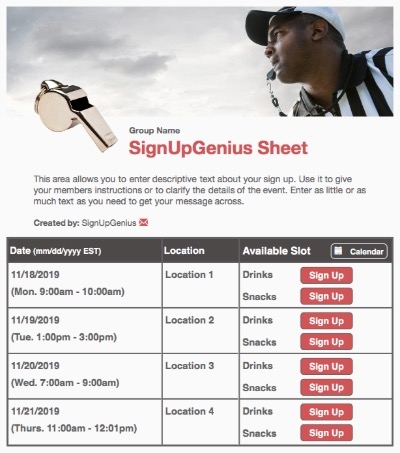 Group Name
SignUpGenius Sheet
This area allows you to enter descriptive text about your sign up. Use it to give
your members instructions or to clarify the details of the event. Enter as little or as
much text as you need to get your message across.
Created by: SignUpGenius
Date (mm/dd/yyyy EST) Location Available Slot Calendar
11/18/2019 Location 1 Drinks Sign Up
(Mon. 9:00am - 10:00am) Snacks Sign Up
11/19/2019 Location 2 Drinks Sign Up
(Tue. 1:00pm - 3:00pm) Snacks Sign Up
11/20/2019 Location 3 Drinks Sign Up
(Wed. 7:00am - 9:00am) Snacks Sign Up
11/21/2019 Location 4 Drinks Sign Up
(Thurs. 11:00am - 12:01pm) Snacks Sign Up